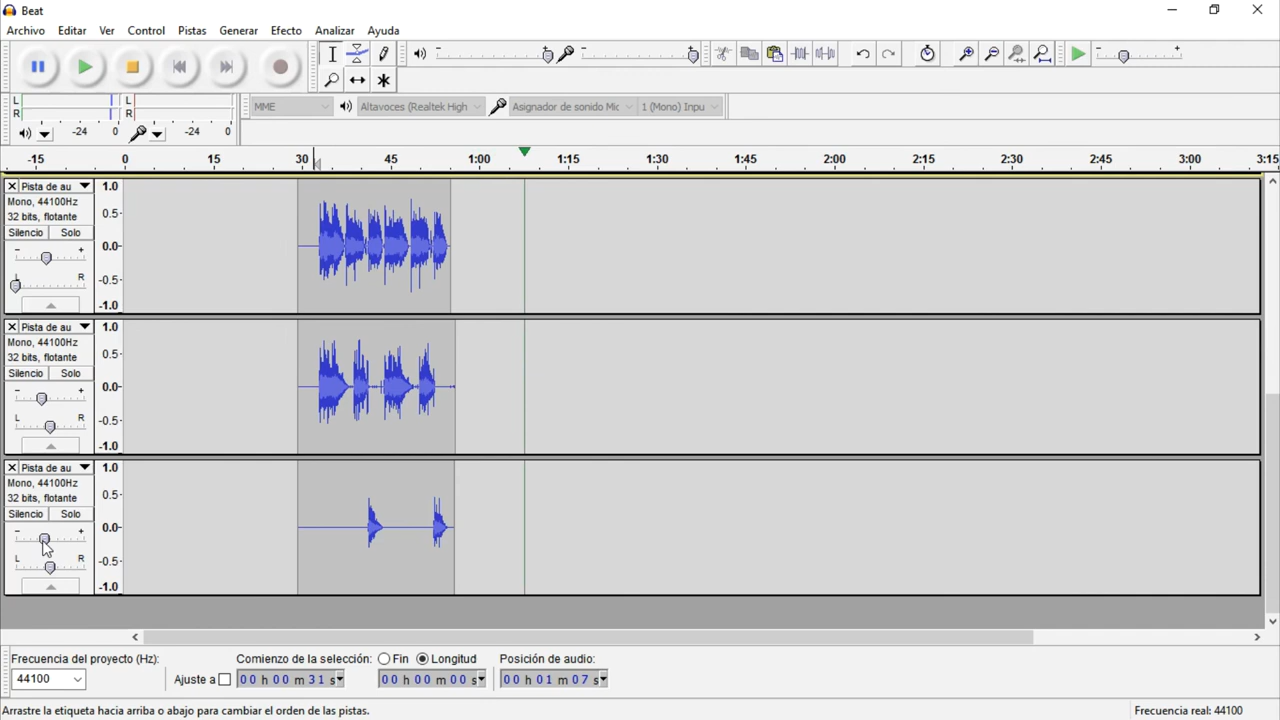 Beat
Archivo Editar Ver Control Pistas Generar Efecto Analizar Ayuda
L
R
-24 0
L
R
-24 0
MME Altavoces (Realtek High Asignador de sonido Mic 1 (Mono) Inpu
-15 0 15 30 45 1:00 1:15 1:30 1:45 2:00 2:15 2:30 2:45 3:00 3:15
Pista de au
Mono, 44100Hz
32 bits, flotante
Silencio Solo
- +
L R
1.0
0.5
0.0
-0.5
-1.0
Pista de au
Mono, 44100Hz
32 bits, flotante
Silencio Solo
- +
L R
1.0
0.5
0.0
-0.5
-1.0
Pista de au
Mono, 44100Hz
32 bits, flotante
Silencio Solo
- +
L R
1.0
0.5
0.0
-0.5
-1.0
Frecuencia del proyecto (Hz): Comienzo de la selección: Fin Longitud Posición de audio:
44100 Ajuste a 00 h 00 m 31 s 00 h 00 m 00 s 00 h 01 m 07 s
Arrastre la etiqueta hacia arriba o abajo para cambiar el orden de las pistas. Frecuencia real: 44100